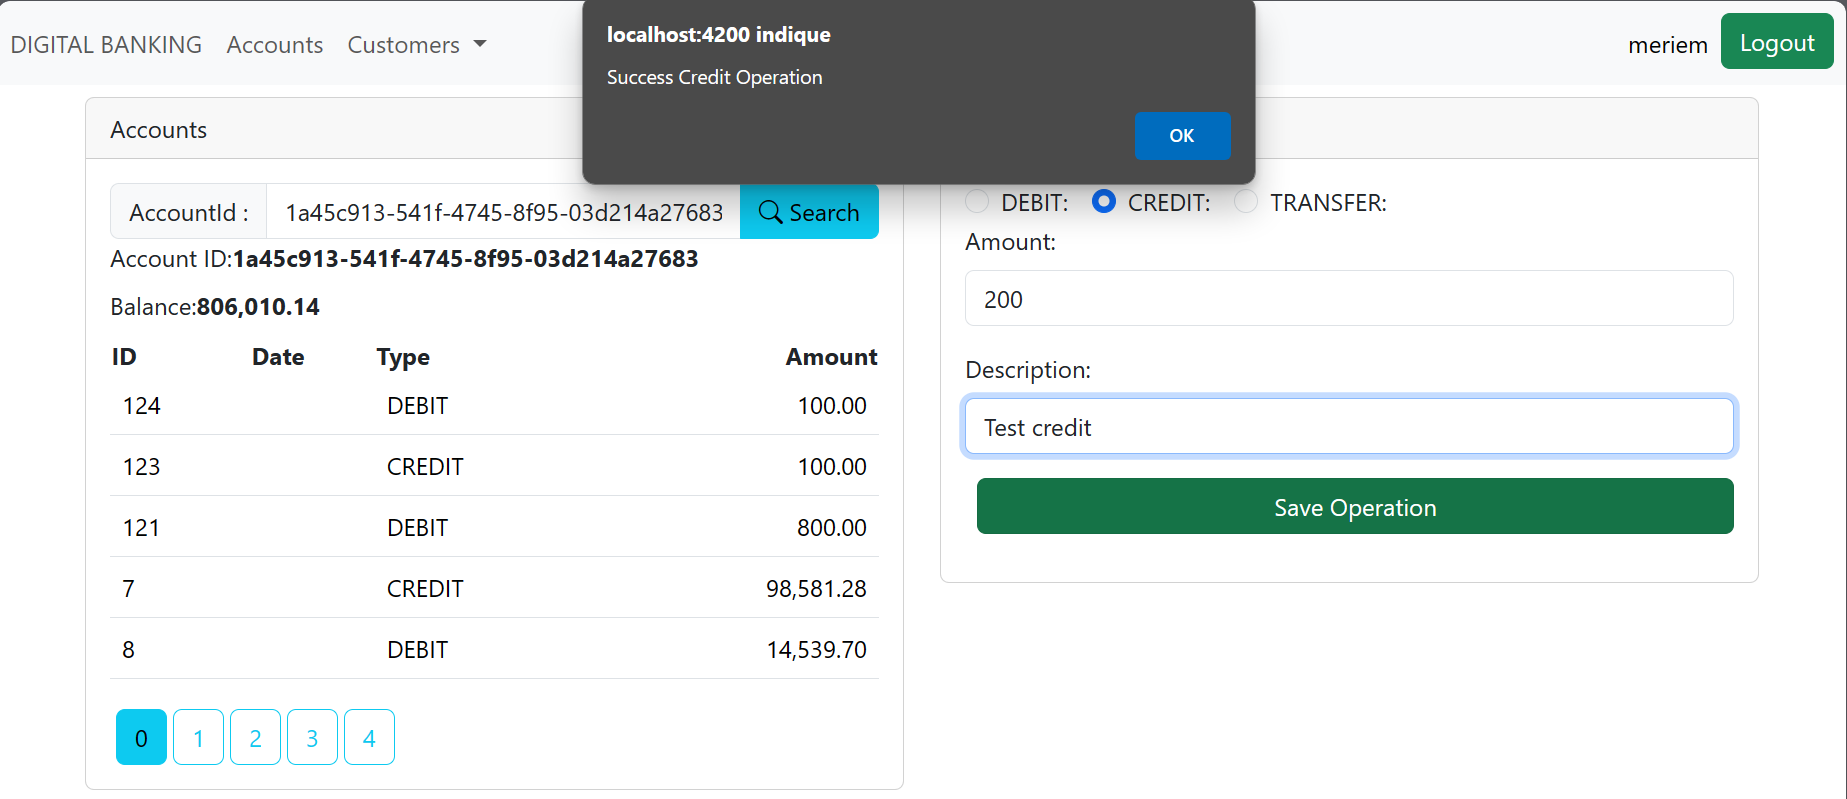 DIGITAL BANKING Accounts Customers
meriem Logout
localhost:4200 indique
Success Credit Operation
OK
Accounts
AccountId : 1a45c913-541f-4745-8f95-03d214a27683 Search
Account ID:1a45c913-541f-4745-8f95-03d214a27683
Balance:806,010.14
ID Date Type Amount
124 DEBIT 100.00
123 CREDIT 100.00
121 DEBIT 800.00
7 CREDIT 98,581.28
8 DEBIT 14,539.70
0 1 2 3 4
DEBIT: CREDIT: TRANSFER:
Amount:
200
Description:
Test credit
Save Operation